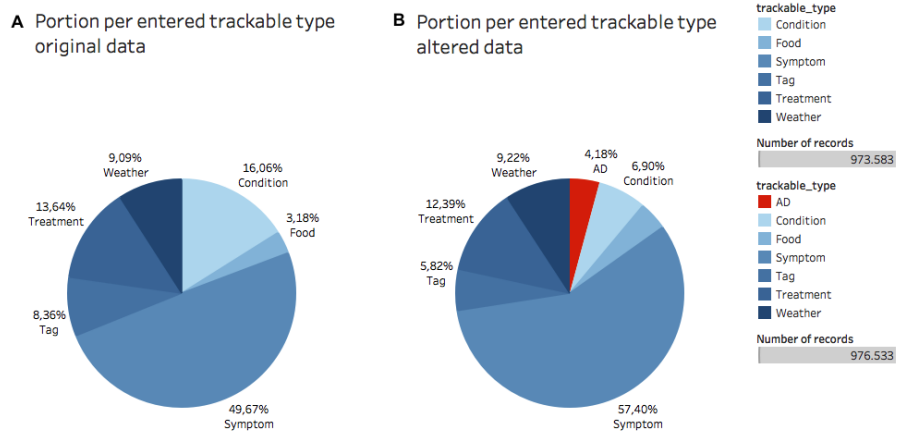 A Portion per entered trackable type
original data
9,09%
Weather
16,06%
Condition
3,18%
Food
13,64%
Treatment
8,36%
Tag
49,67%
Symptom
B Portion per entered trackable type
altered data
9,22%
Weather
4,18%
AD
6,90%
Condition
12,39%
Treatment
5,82%
Tag
57,40%
Symptom
trackable_type
Condition
Food
Symptom
Tag
Treatment
Weather
Number of records
973.583
trackable_type
AD
Condition
Food
Symptom
Tag
Treatment
Weather
Number of records
976.533